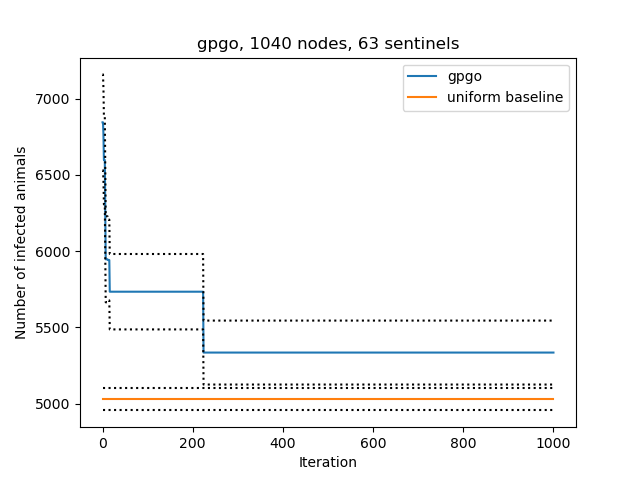 gpgo, 1040 nodes, 63 sentinels
gpgo
uniform baseline
Number of infected animals
7000
6500
6000
5500
5000
0 200 400 600 800 1000
Iteration